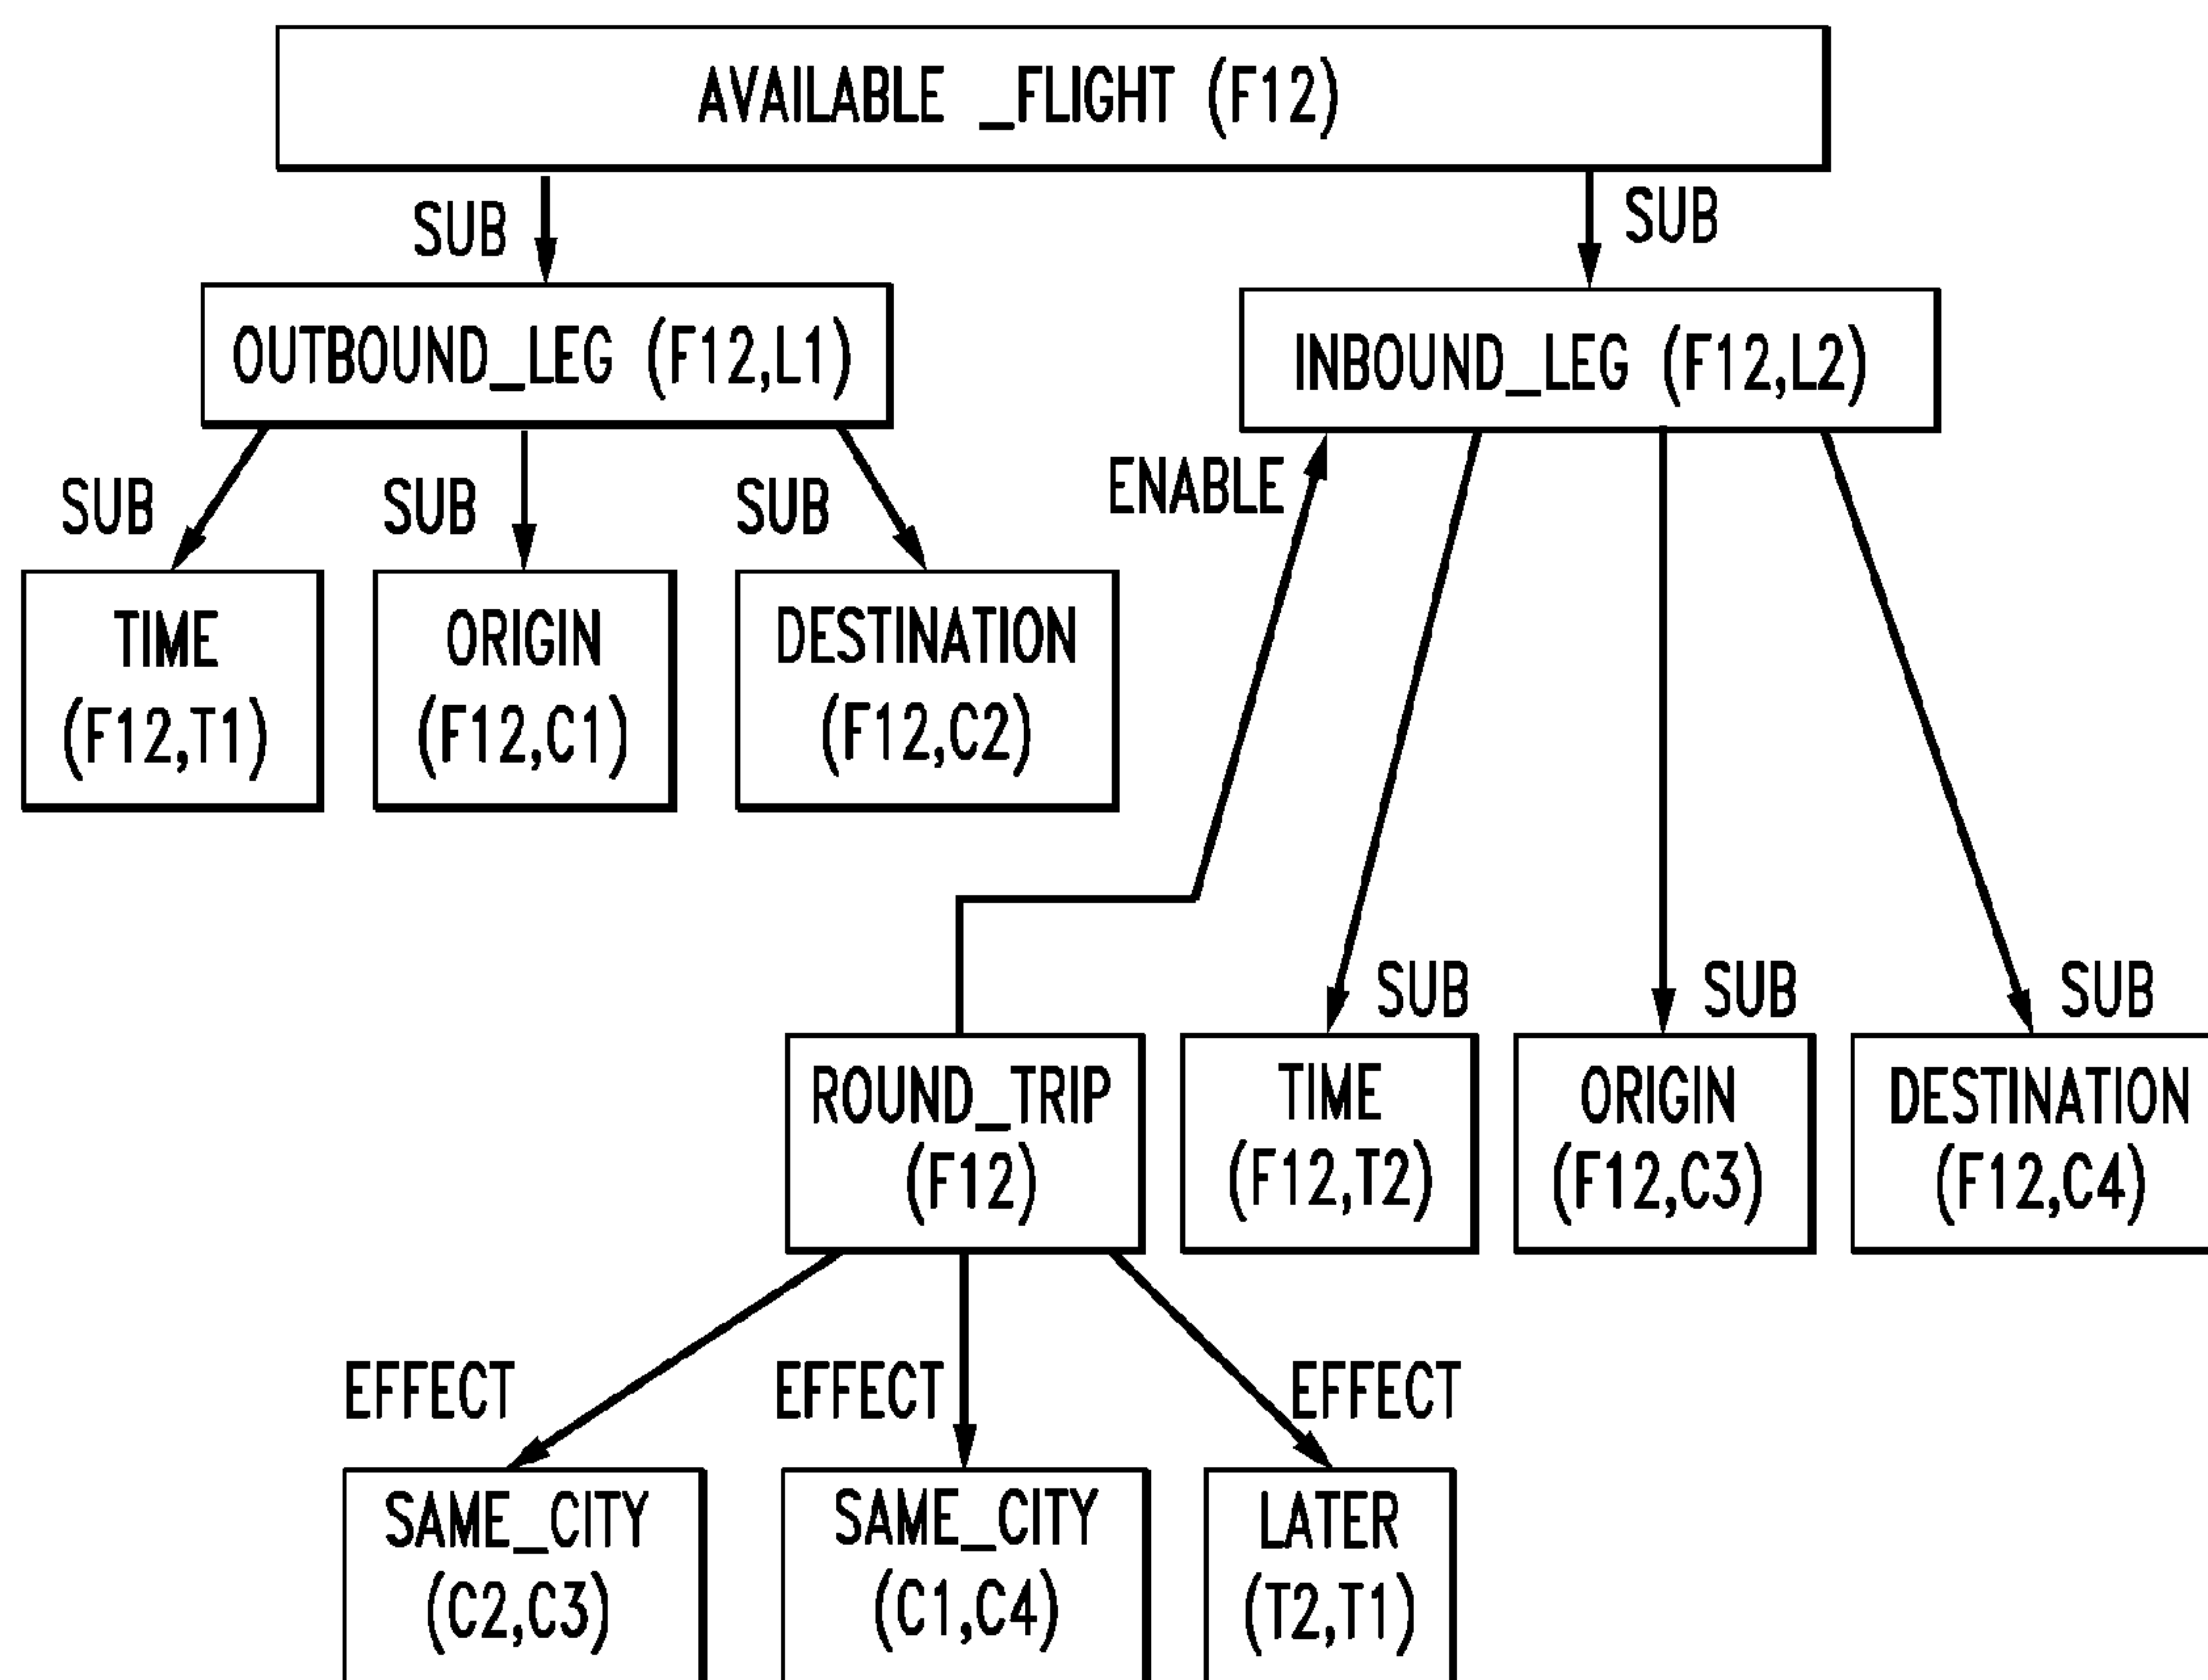 AVAILABLE _FLIGHT (F12)
SUB
SUB
OUTBOUND_LEG (F12,L1)
INBOUND_LEG (F12,L2)
ENABLE
SUB
SUB
SUB
TIME
(F12,T1)
ORIGIN
(F12,C1)
DESTINATION
(F12,C2)
SUB
SUB
SUB
ROUND_TRIP
(F12)
TIME
(F12,T2)
ORIGIN
(F12,C3)
DESTINATION
(F12,C4)
EFFECT
EFFECT
EFFECT
SAME_CITY
(C2,C3)
SAME_CITY
(C1,C4)
LATER
(T2,T1)